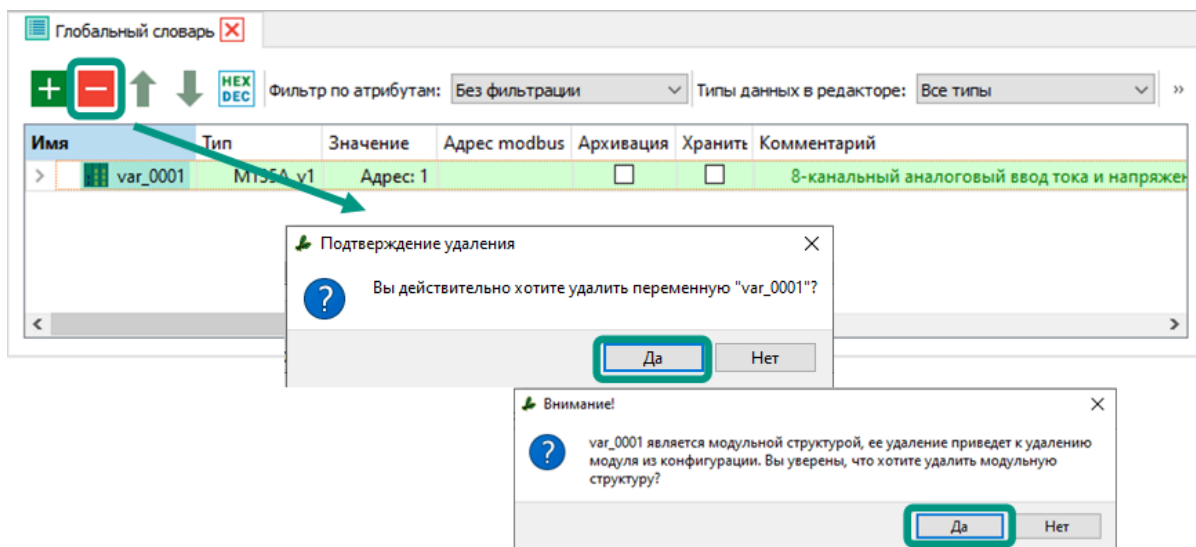 Глобальный словарь
HEX DEC Фильтр по атрибутам: Без фильтрации Типы данных в редакторе: Все типы »
Имя Тип Значение Адрес modbus Архивация Хранить Комментарий
var_0001 Адрес: 1 8-канальный аналоговый ввод тока и напряжен
Подтверждение удаления
Вы действительно хотите удалить переменную "var_0001"?
Да Нет
Внимание!
var_0001 является модульной структурой, ее удаление приведет к удалению
модуля из конфигурации. Вы уверены, что хотите удалить модульную
структуру?
Да Нет